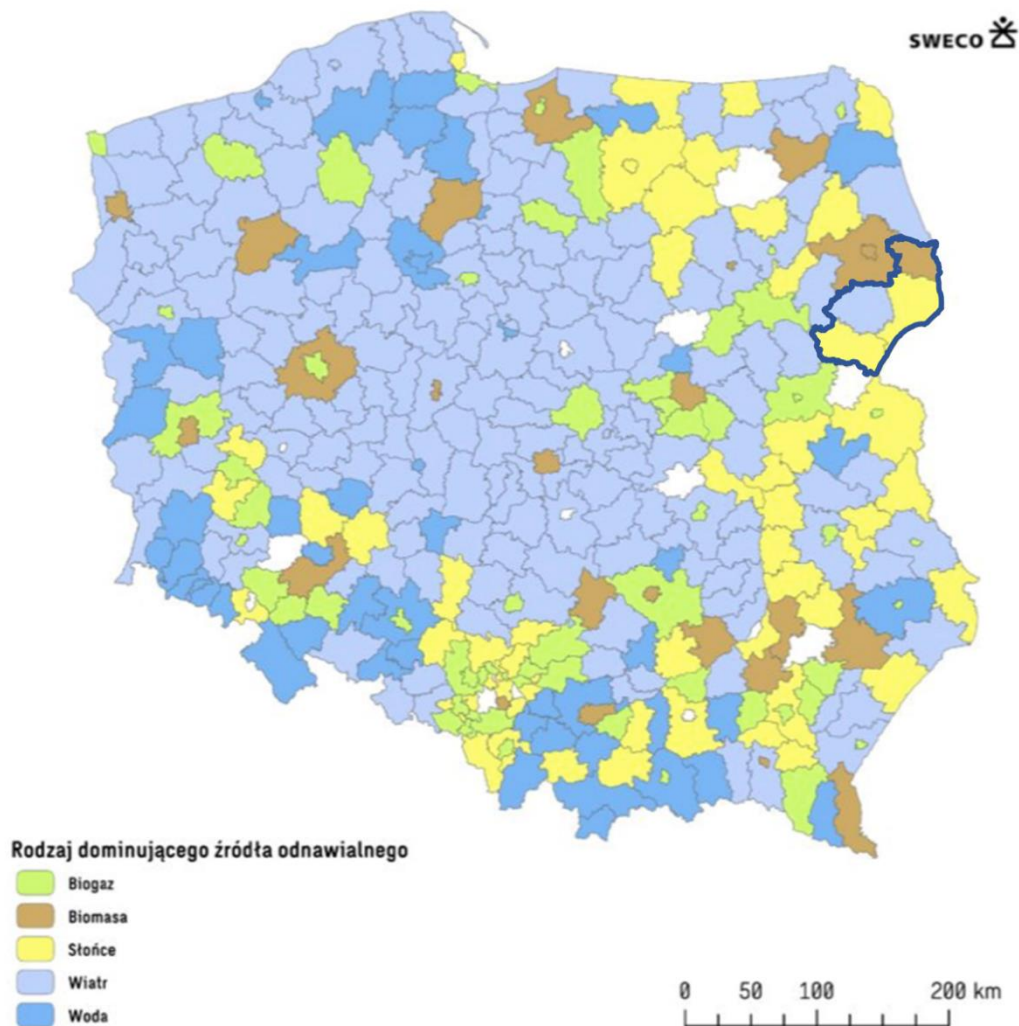 SWECO
Rodzaj dominującego źródła odnawialnego
Biogaz
Biomasa
Słońce
Wiatr
Woda
0 50 100 200 km